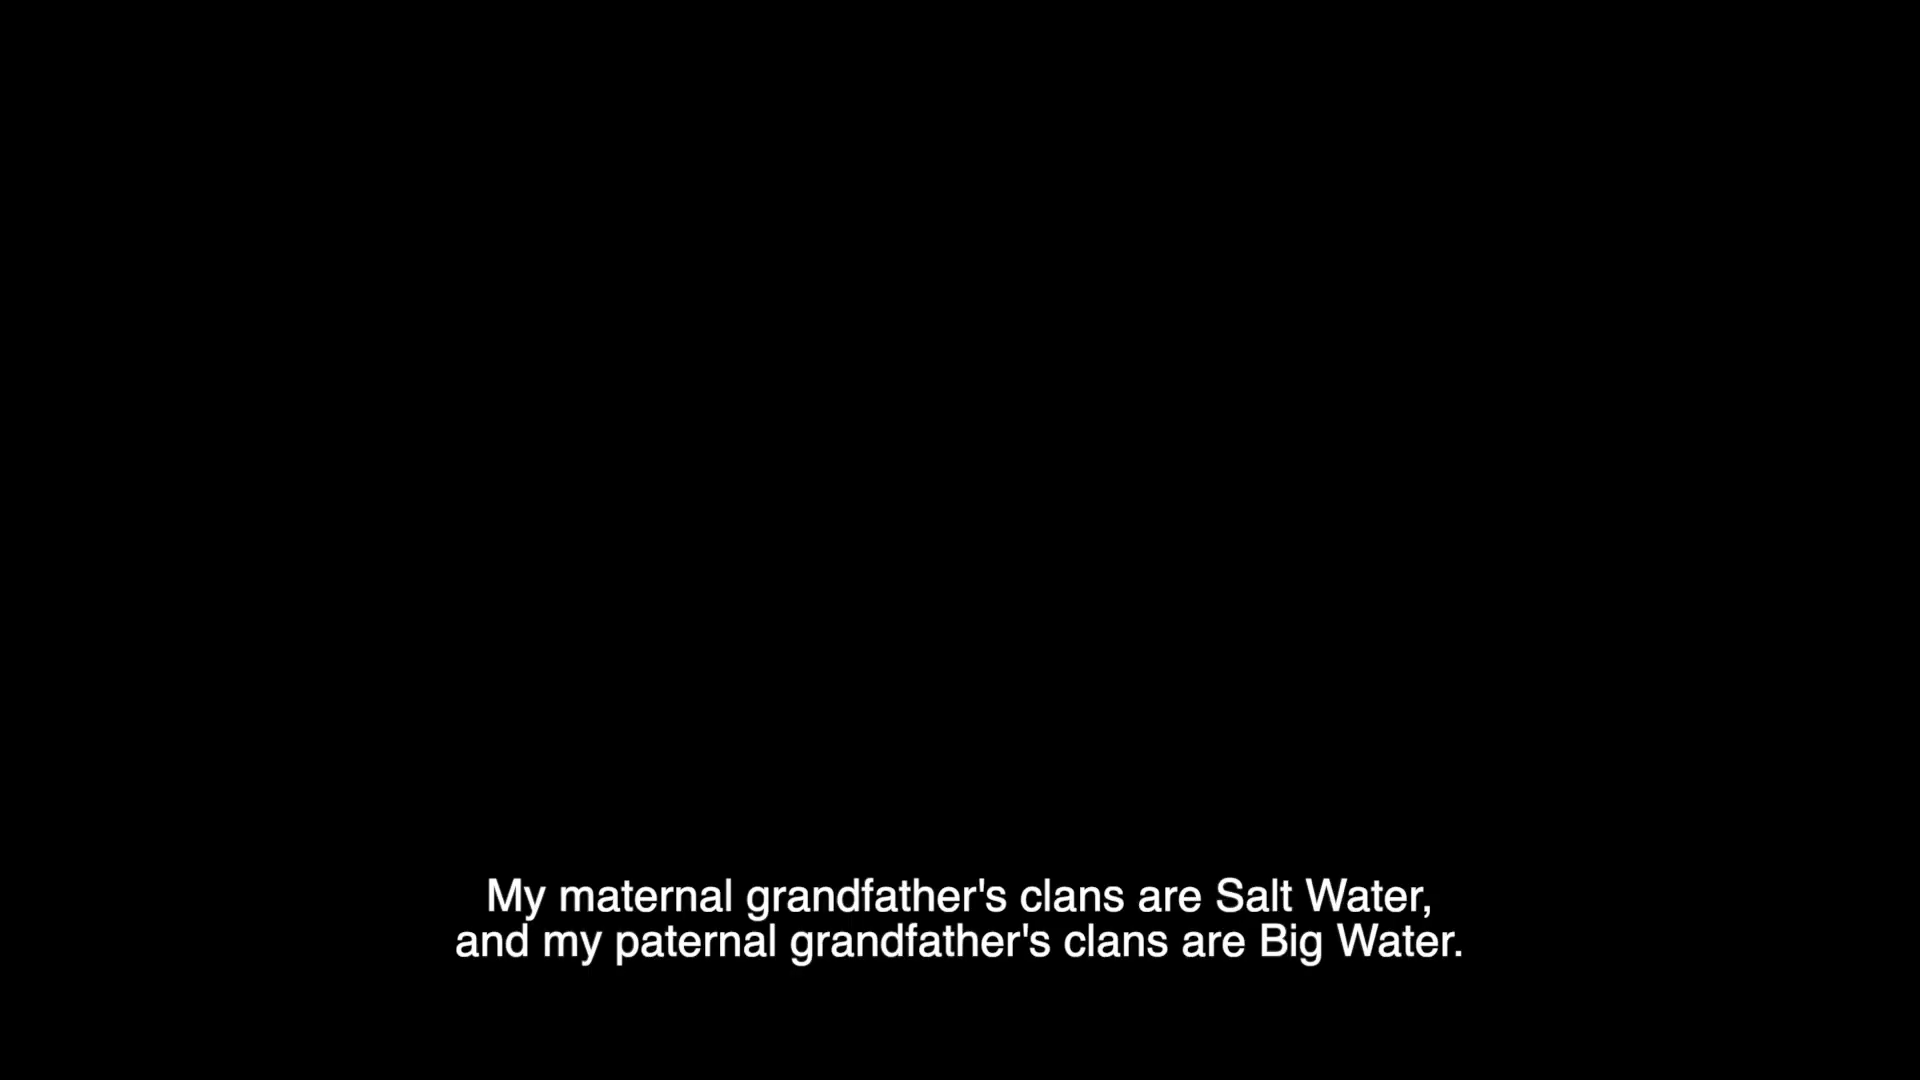 My maternal grandfather's clans are Salt Water,
and my paternal grandfather's clans are Big Water.